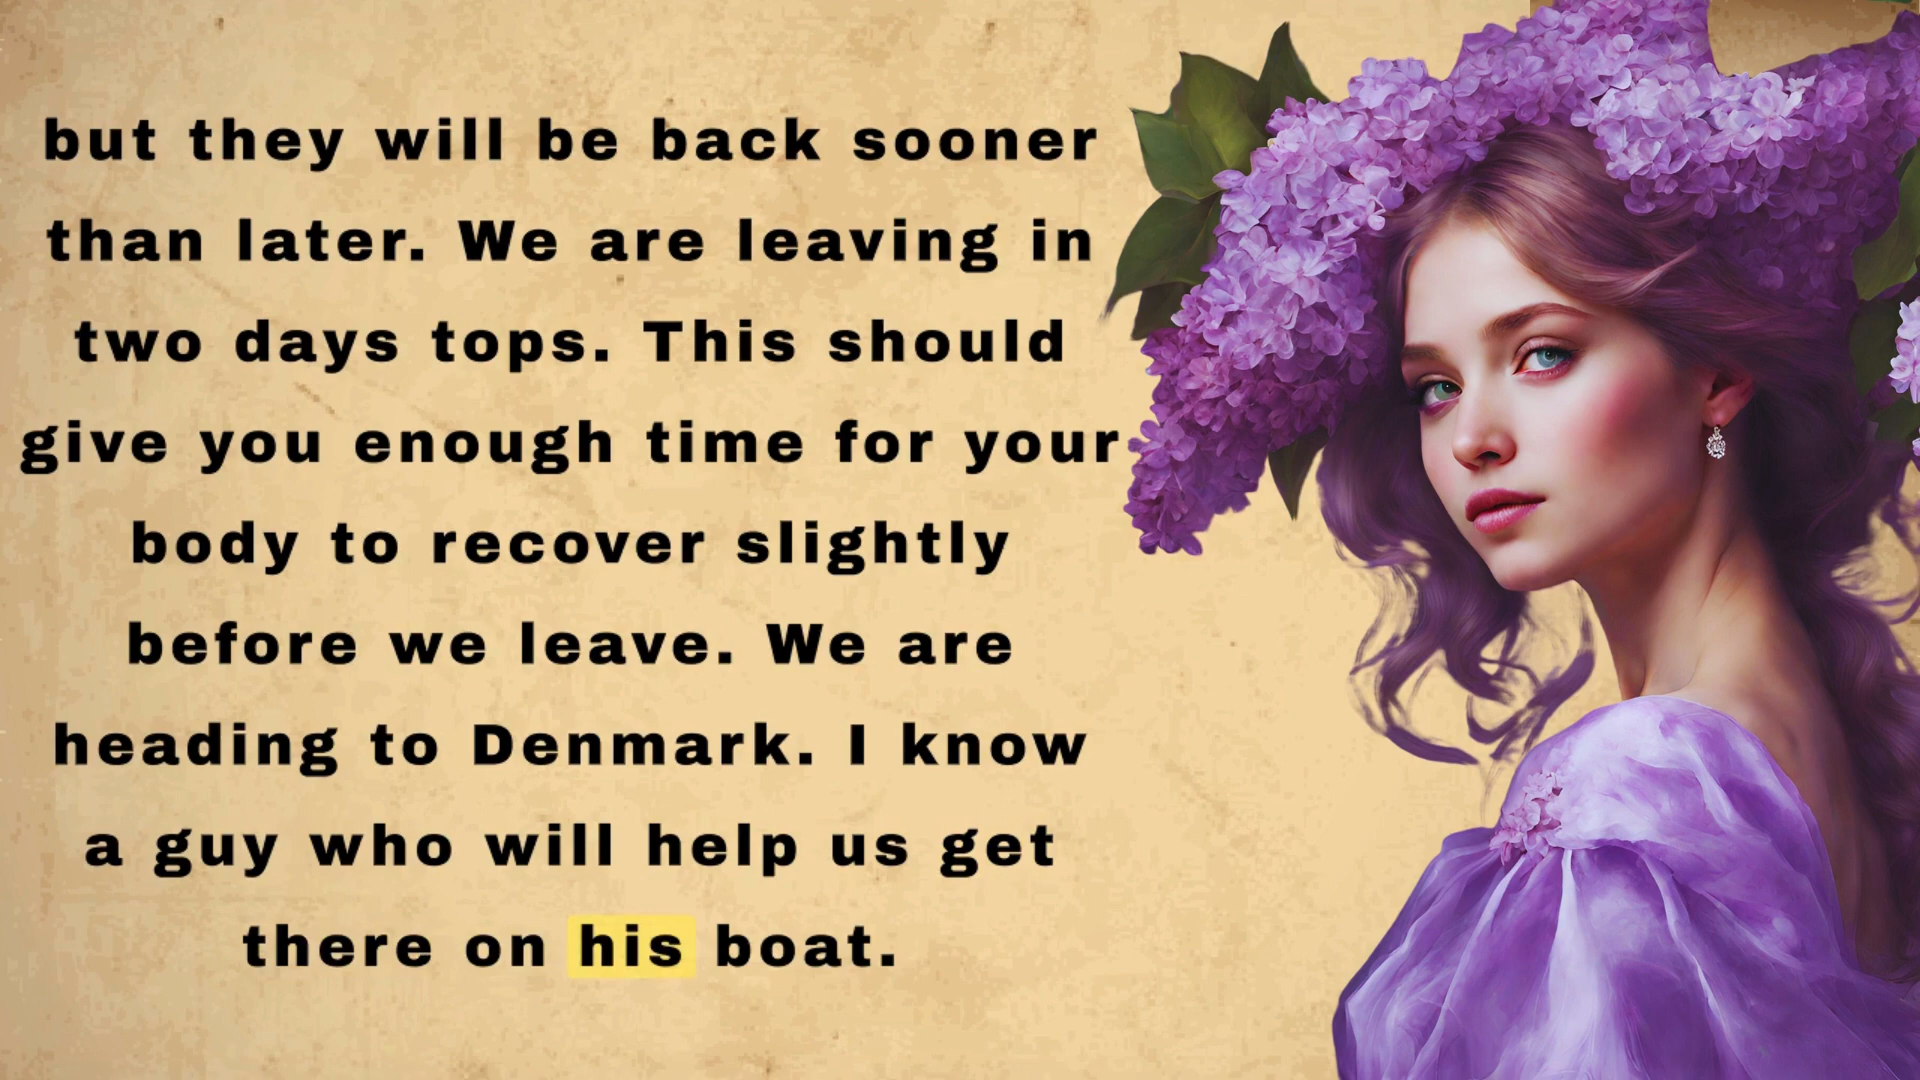 but they will be back sooner
than later. We are leaving in
two days tops. This should
give you enough time for your
body to recover slightly
before we leave. We are
heading to Denmark. I know
a guy who will help us get
there on his boat.